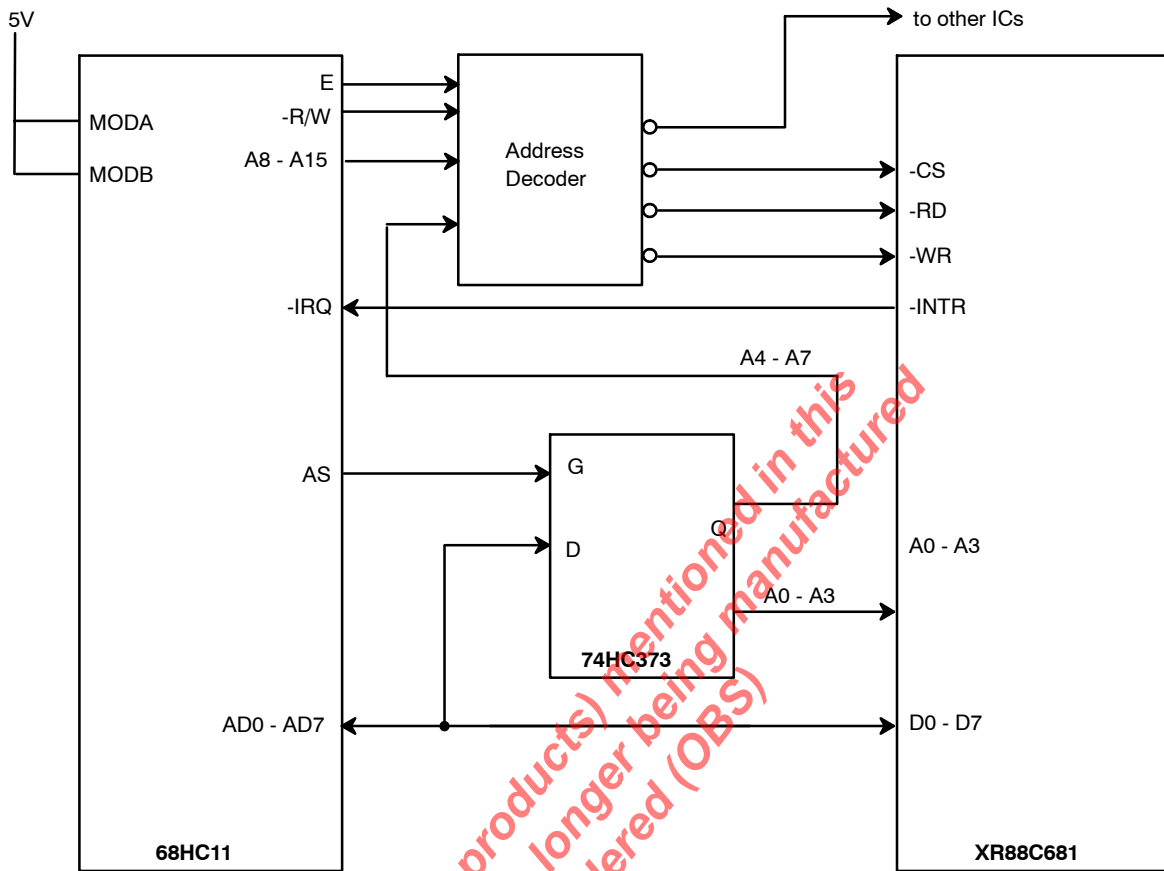 5V
to other ICs
E
-R/W
A8 - A15
MODA
MODB
Address
Decoder
-CS
-RD
-WR
-IRQ
-INTR
A4 - A7
AS
G
D
Q
A0 - A3
A0 - A3
74HC373
AD0 - AD7
D0 - D7
68HC11
XR88C681
products) mentioned in this
longer being manufactured
dered (OBS)